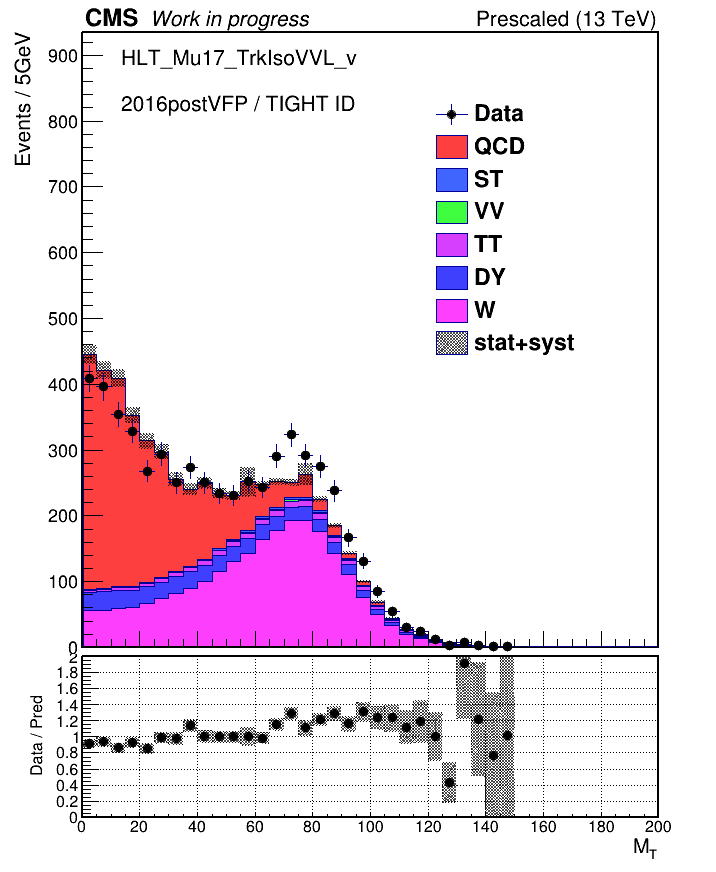 CMS Work in progress Prescaled (13 TeV)
HLT_Mu17_TrkIsoVVL_v
2016postVFP / TIGHT ID
Events / 5GeV
900
800
700
600
500
400
300
200
100
0
Data
QCD
ST
VV
TT
DY
W
stat+syst
Data / Pred
2
1.8
1.6
1.4
1.2
1
0.8
0.6
0.4
0.2
0
0 20 40 60 80 100 120 140 160 180 200
M_T